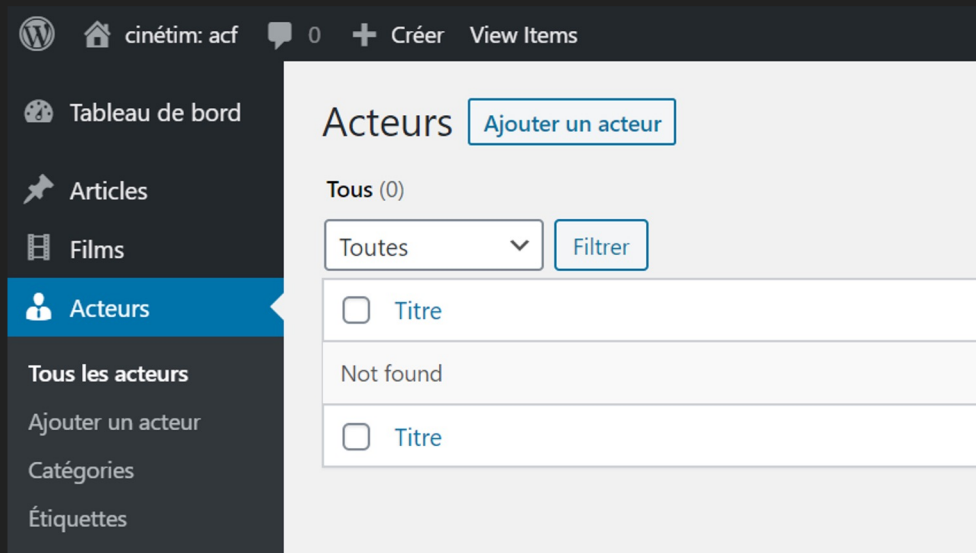 cinétim: acf 0 Créer View Items
Tableau de bord
Articles
Films
Acteurs
Tous les acteurs
Ajouter un acteur
Catégories
Étiquettes
Acteurs Ajouter un acteur
Tous (0)
Toutes Filtrer
Titre
Not found
Titre